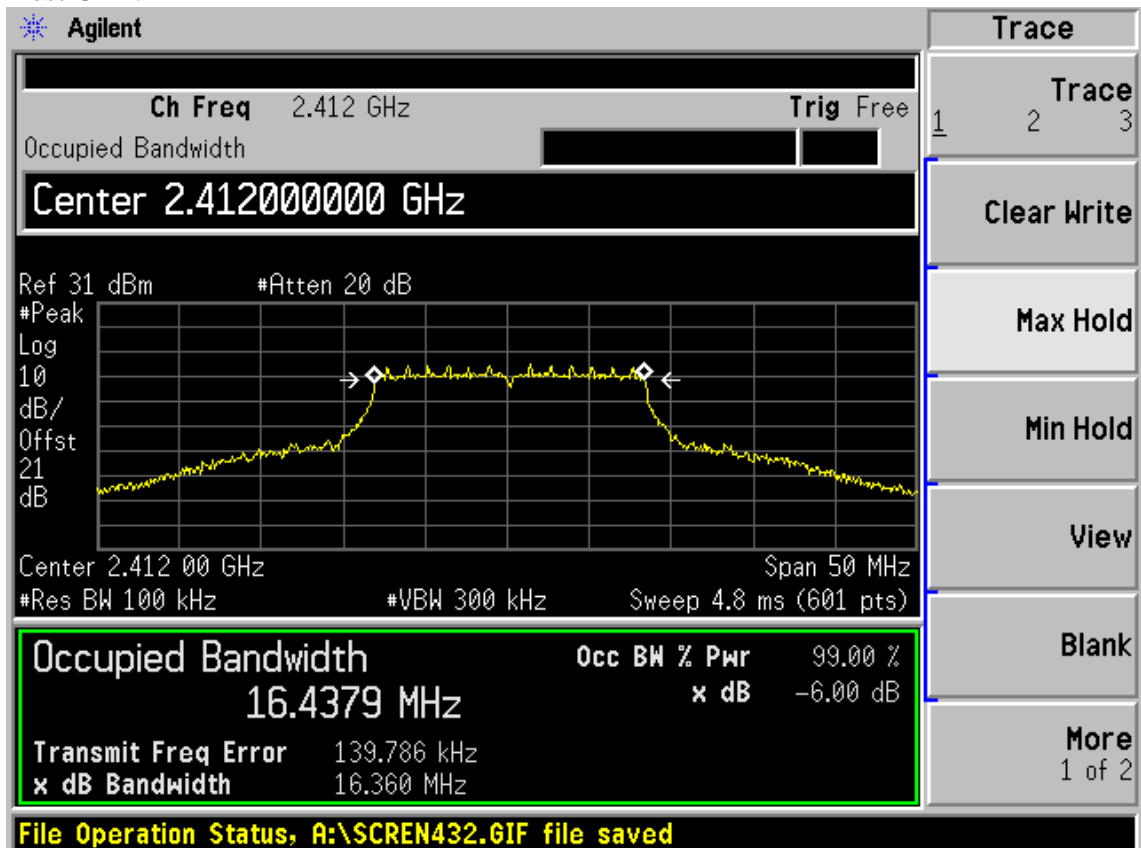 Agilent
Trace
Ch Freq 2.412 GHz Trig Free
Occupied Bandwidth
Center 2.412000000 GHz
Ref 31 dBm #Atten 20 dB
#Peak
Log
10
dB/
Offst
21
dB
Center 2.412 00 GHz Span 50 MHz
#Res BW 100 kHz #VBW 300 kHz Sweep 4.8 ms (601 pts)
Occupied Bandwidth Occ BW % Pwr 99.00 %
16.4379 MHz x dB -6.00 dB
Transmit Freq Error 139.786 kHz
x dB Bandwidth 16.360 MHz
File Operation Status, A:\SCREN432.GIF file saved
Trace
1 2 3
Clear Write
Max Hold
Min Hold
View
Blank
More
1 of 2